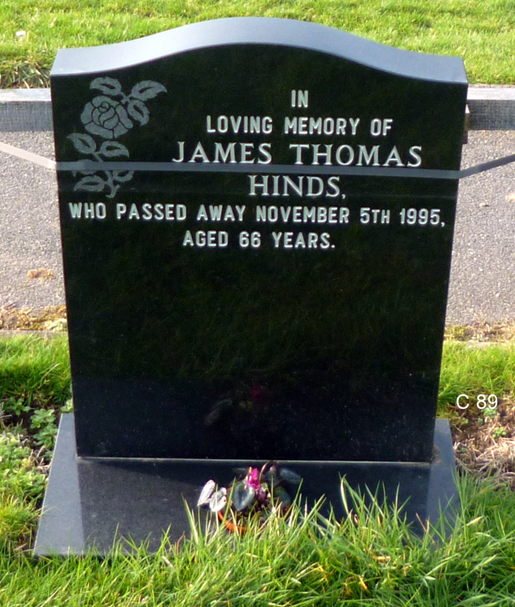 IN
LOVING MEMORY OF
JAMES THOMAS
HINDS,
WHO PASSED AWAY NOVEMBER 5TH 1995,
AGED 66 YEARS.
C 89